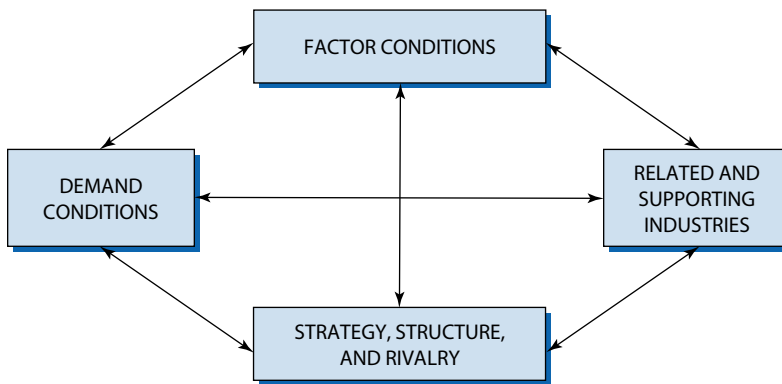 FACTOR CONDITIONS
DEMAND
CONDITIONS
RELATED AND
SUPPORTING
INDUSTRIES
STRATEGY, STRUCTURE,
AND RIVALRY